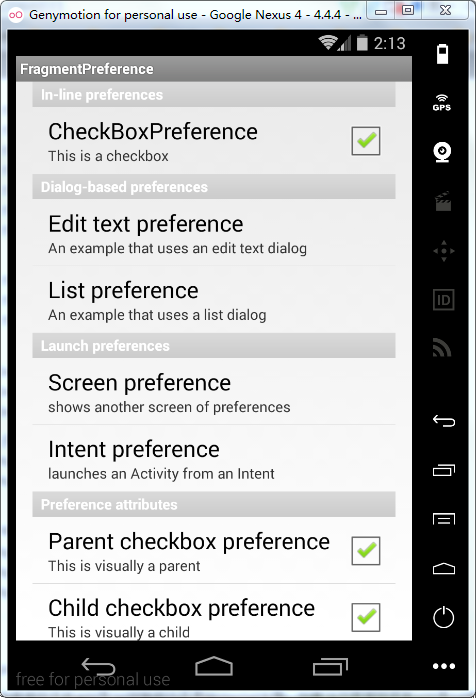 Genymotion for personal use - Google Nexus 4 - 4.4.4 - ...
2:13
FragmentPreference
In-line preferences
CheckBoxPreference
This is a checkbox
GPS
Dialog-based preferences
Edit text preference
An example that uses an edit text dialog
List preference
An example that uses a list dialog
ID
Launch preferences
Screen preference
shows another screen of preferences
Intent preference
launches an Activity from an Intent
Preference attributes
Parent checkbox preference
This is visually a parent
Child checkbox preference
This is visually a child
free for personal use